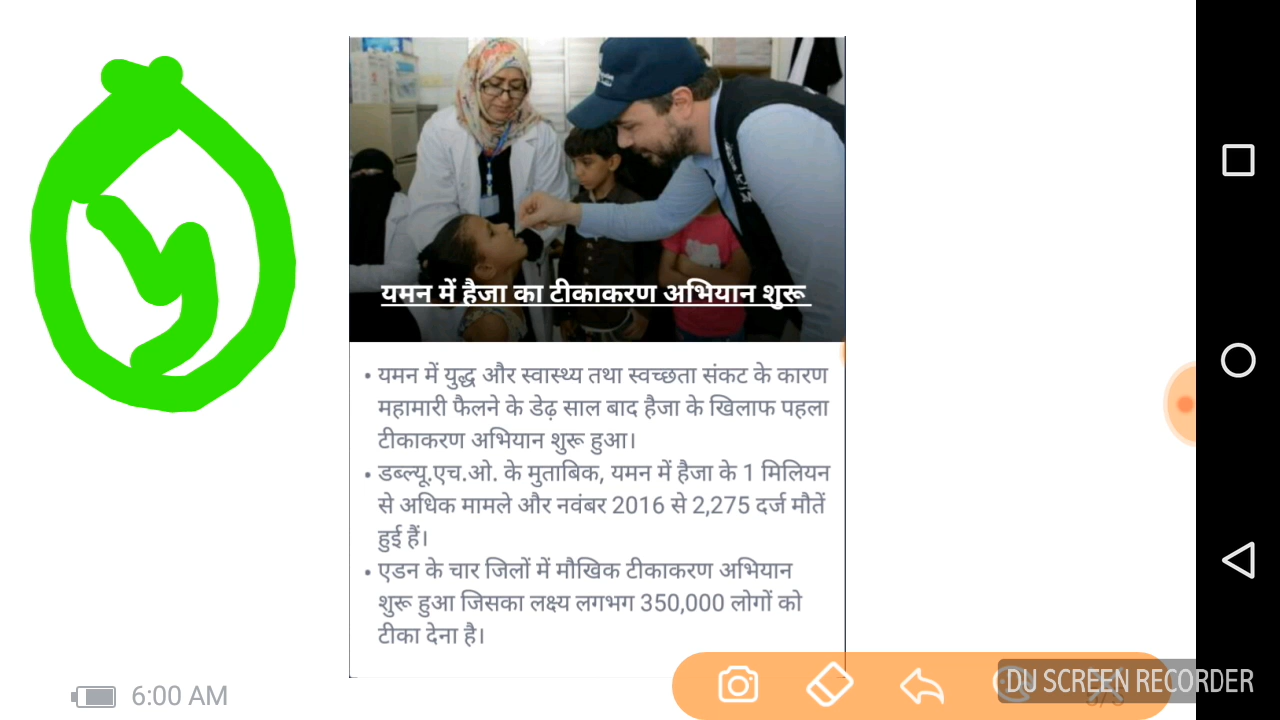 यमन में हैजा का टीकाकरण अभियान शुरू
• यमन में युद्ध और स्वास्थ्य तथा स्वच्छता संकट के कारण
महामारी फैलने के डेढ़ साल बाद हैजा के खिलाफ पहला
टीकाकरण अभियान शुरू हुआ।
• डब्ल्यू.एच.ओ. के मुताबिक, यमन में हैजा के 1 मिलियन
से अधिक मामले और नवंबर 2016 से 2,275 दर्ज मौतें
हुई हैं।
• एडन के चार जिलों में मौखिक टीकाकरण अभियान
शुरू हुआ जिसका लक्ष्य लगभग 350,000 लोगों को
टीका देना है।
6:00 AM
DU SCREEN RECORDER